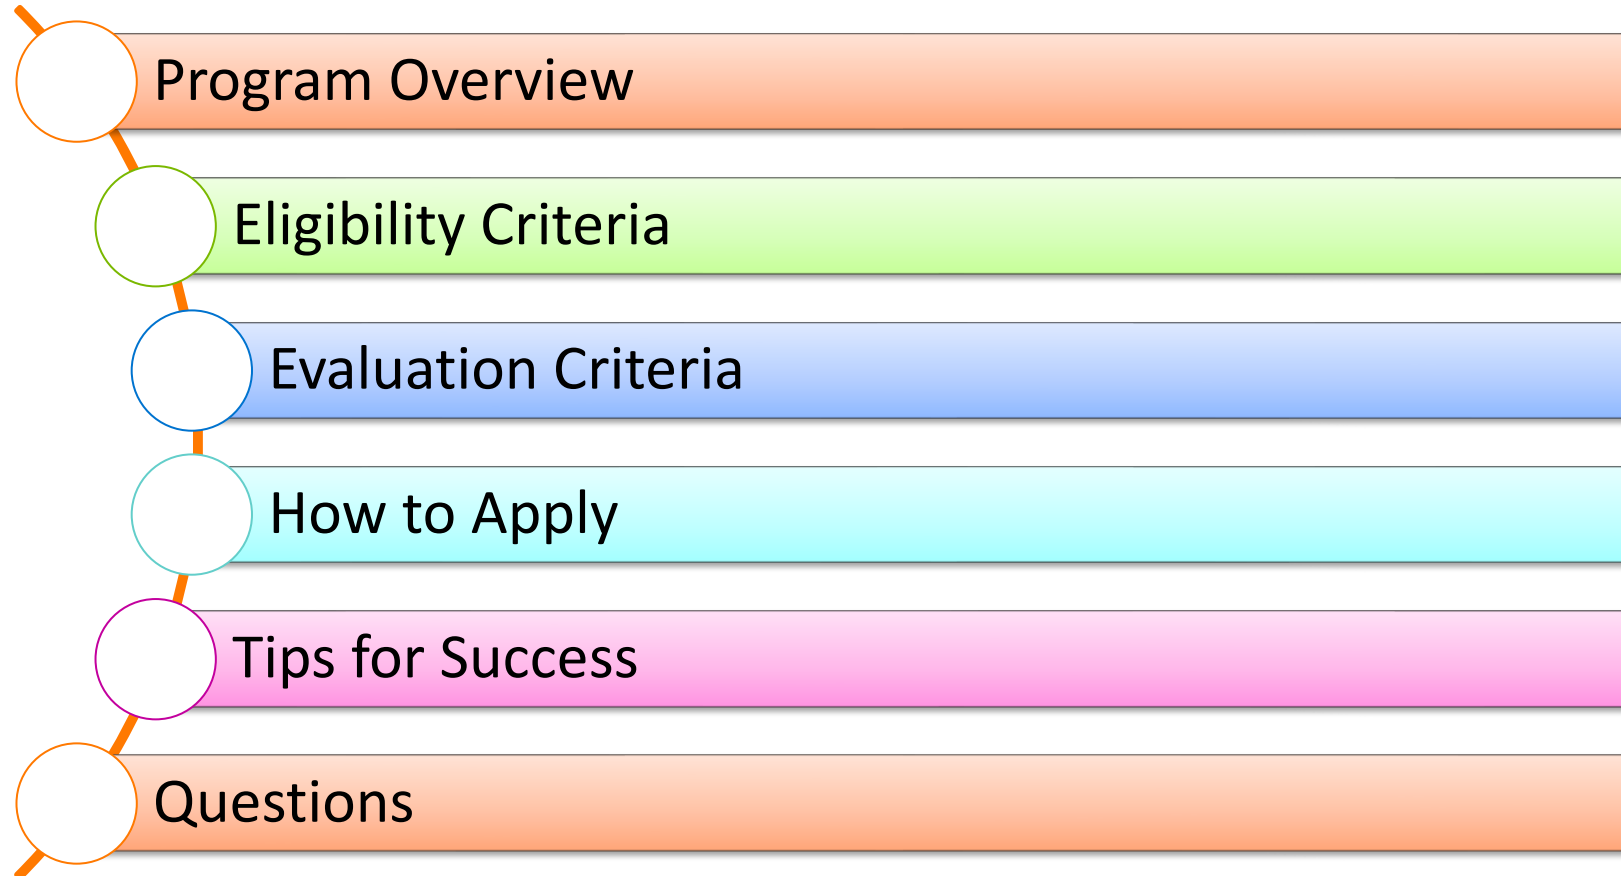 Program Overview
Eligibility Criteria
Evaluation Criteria
How to Apply
Tips for Success
Questions